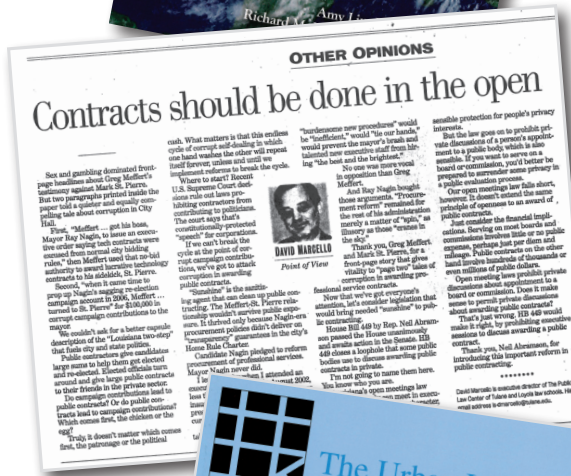 Richard M. Amy Li
OTHER OPINIONS
Contracts should be done in the open
Sex and gambling dominated front-
page headlines about Greg Meffert's
testimony against Mark St. Pierre.
But two paragraphs printed inside the
paper told a quieter and equally com-
pelling tale about corruption in City
Hall.
First, "Meffert ... got his boss,
Mayor Ray Nagin, to issue an execu-
tive order saying tech contracts were
excused from normal city bidding
rules," then Meffert used that no-bid
authority to award lucrative technology
contracts to his sidekick, St. Pierre.
Second, "when it came time to
prep up Nagin's sagging re-election
campaign account in 2006, Meffert ...
turned to St. Pierre" for $100,000 in
corrupt campaign contributions to the
mayor.
We couldn't ask for a better capsule
description of the "Louisiana two-step"
that fuels city and state politics.
Public contractors give candidates
large sums to help them get elected
and re-elected. Elected officials turn
around and give large public contracts
to their friends in the private sector.
Do campaign contributions lead to
public contracts? Or do public con-
tracts lead to campaign contributions?
Which comes first, the chicken or the
egg?
Truly, it doesn't matter which comes
first, the patronage or the political
cash. What matters is that this endless
cycle of corrupt self-dealing in which
one hand washes the other will repeat
itself forever, unless and until we
implement reforms to break the cycle.
Where to start? Recent
U.S. Supreme Court deci-
sions rule out laws pro-
hibiting contractors from
contributing to politicians.
The court says that's
constitutionally-protected
"speech" for corporations.
If we can't break the
cycle at the point of cor-
rupt campaign contribu-
tions, we've got to attack
corruption in awarding
public contracts.
"Sunshine" is the sanitiz-
ing agent that can clean up public con-
tracting. The Meffert-St. Pierre rela-
tionship wouldn't survive public expo-
sure. It thrived only because Nagin-era
procurement policies didn't deliver on
"transparency" guarantees in the city's
Home Rule Charter.
Candidate Nagin pledged to reform
procurement of professional services.
Mayor Nagin never did.
when I attended an
August 2002,
DAVID MARCELLO
Point of View
"burdensome new procedures" would
be "inefficient," would "tie our hands,"
would prevent the mayor's brash and
talented new executive staff from hir-
ing "the best and the brightest."
No one was more vocal
in opposition than Greg
Meffert.
And Ray Nagin bought
those arguments. "Procure-
ment reform" remained for
the rest of his administration
merely a matter of "spin," as
illusory as those "cranes in
the sky."
Thank you, Greg Meffert
and Mark St. Pierre, for a
front-page story that gives
vitality to "page two" tales of
corruption in awarding pro-
fessional service contracts.
Now that we've got everyone's
attention, let's consider legislation that
would bring needed "sunshine" to pub-
lic contracting.
House Bill 449 by Rep. Neil Abram-
son passed the House unanimously
and awaits action in the Senate. HB
449 closes a loophole that some public
bodies use to discuss awarding public
contracts in private.
I'm not going to name them here.
You know who you are.
open meetings law
meet in execu-
sensible protection for people's privacy
interests.
But the law goes on to prohibit pri-
vate discussions of a person's appoint-
ment to a public body, which is also
sensible. If you want to serve on a
board or commission, you'd better be
prepared to surrender some privacy in
a public evaluation process.
Our open meetings law falls short,
however. It doesn't extend the same
principle of openness to an award of
public contracts.
Just consider the financial impli-
cations. Serving on most boards and
commissions involves little or no public
expense, perhaps just per diem and
mileage. Public contracts on the other
hand involve hundreds of thousands or
even millions of public dollars.
Open meeting laws prohibit private
discussions about appointment to a
board or commission. Does it make
sense to permit private discussions
about awarding public contracts?
That's just wrong. HB 449 would
make it right, by prohibiting executive
sessions to discuss awarding a public
contract.
Thank you, Neil Abramson, for
introducing this important reform in
public contracting.
David Marcello is executive director of The Public
Law Center of Tulane and Loyola law schools. His
email address is dmarcello@tulane.edu.
The Urban